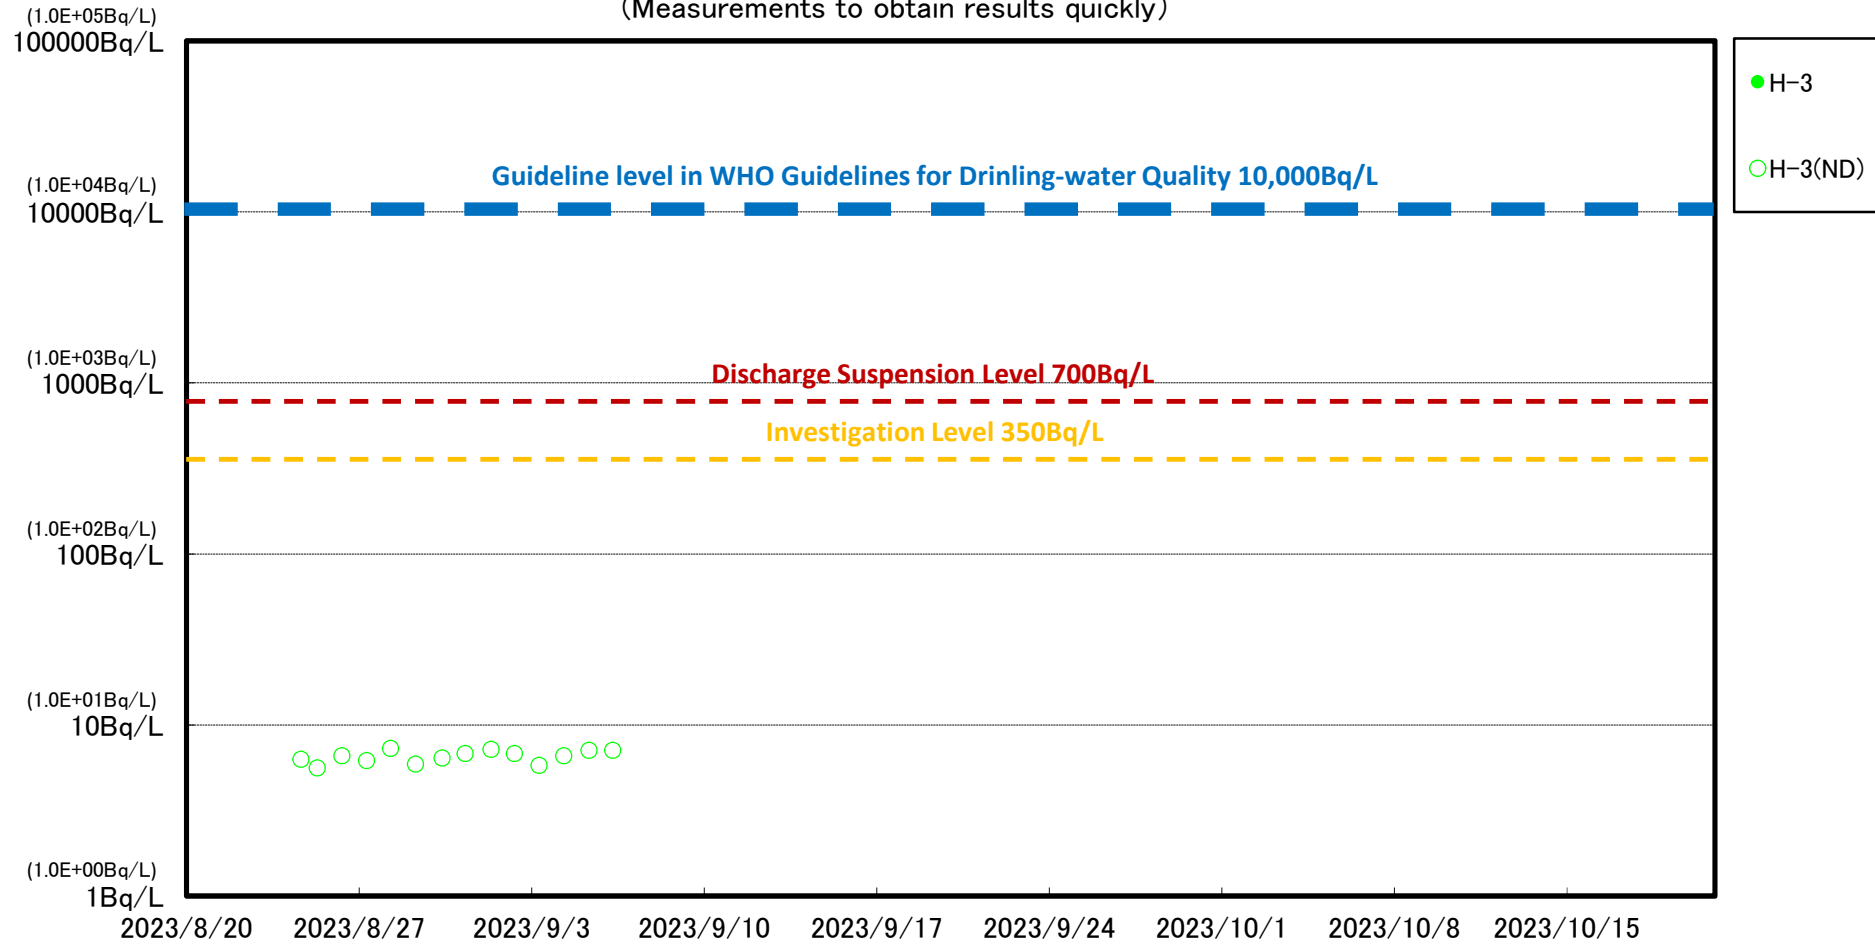 (Measurements to obtain results quickly)
(1.0E+05Bq/L)
100000Bq/L
H-3
H-3(ND)
Guideline level in WHO Guidelines for Drinling-water Quality 10,000Bq/L
(1.0E+04Bq/L)
10000Bq/L
(1.0E+03Bq/L)
1000Bq/L
Discharge Suspension Level 700Bq/L
Investigation Level 350Bq/L
(1.0E+02Bq/L)
100Bq/L
(1.0E+01Bq/L)
10Bq/L
(1.0E+00Bq/L)
1Bq/L
2023/8/20 2023/8/27 2023/9/3 2023/9/10 2023/9/17 2023/9/24 2023/10/1 2023/10/8 2023/10/15